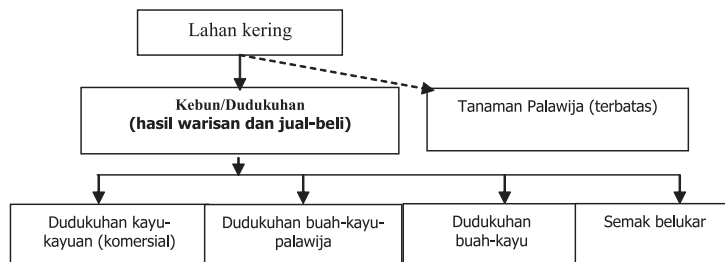 Lahan kering
Kebun/Dudukuhan
(hasil warisan dan jual-beli)
Tanaman Palawija (terbatas)
Dudukuhan kayu-
kayuan (komersial)
Dudukuhan buah-kayu-
palawija
Dudukuhan
buah-kayu
Semak belukar